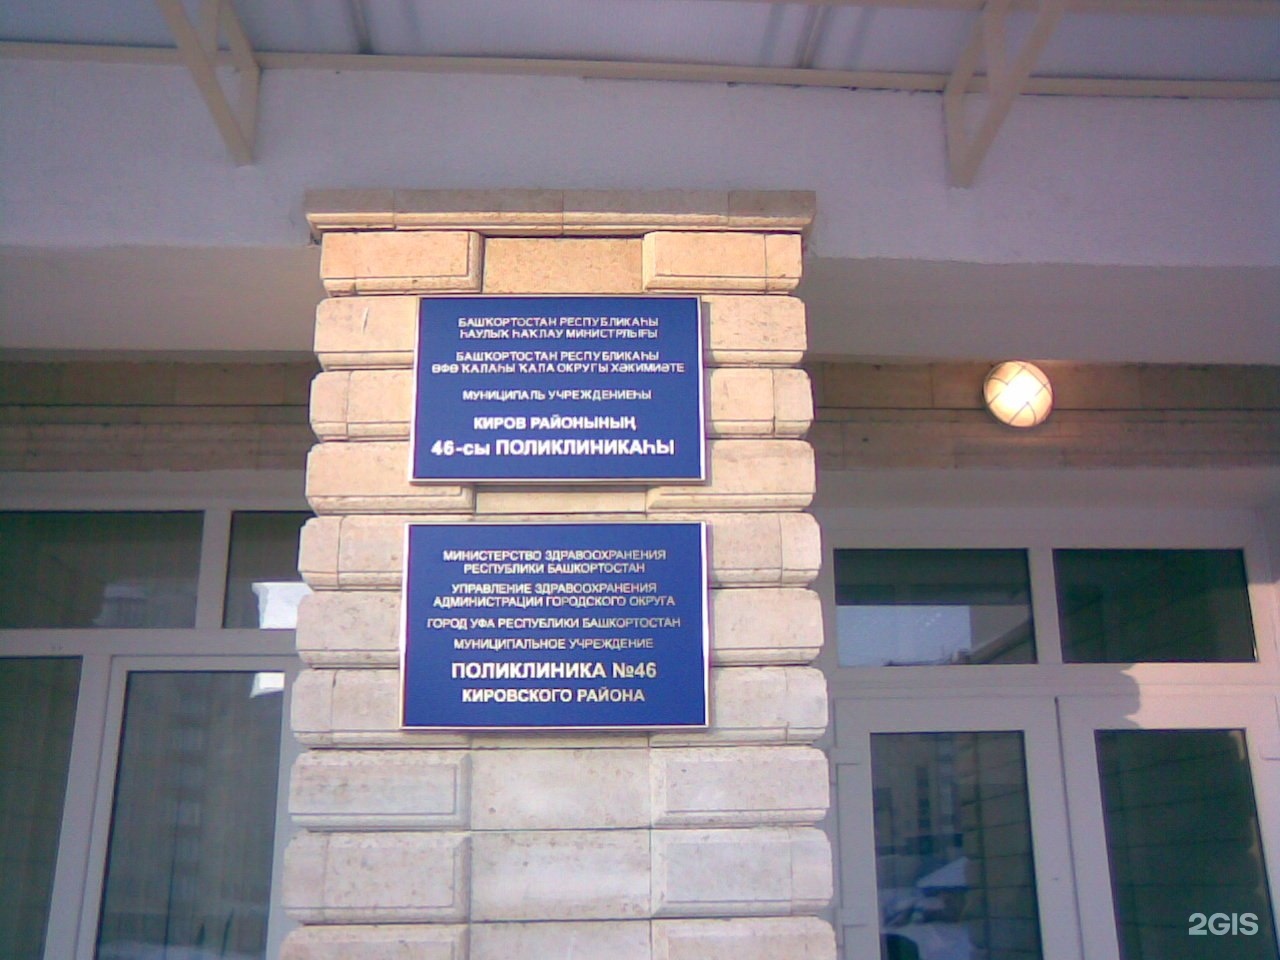 БАШҠОРТОСТАН РЕСПУБЛИКАҺЫ
ҺАУЛЫҠ ҺАҠЛАУ МИНИСТРЛЫҒЫ
БАШҠОРТОСТАН РЕСПУБЛИКАҺЫ
ӨФӨ ҠАЛАҺЫ ҠАЛА ОКРУГЫ ХӘКИМИӘТЕ
МУНИЦИПАЛЬ УЧРЕЖДЕНИЕҺЫ
КИРОВ РАЙОНЫНЫҢ
46-сы ПОЛИКЛИНИКАҺЫ
МИНИСТЕРСТВО ЗДРАВООХРАНЕНИЯ
РЕСПУБЛИКИ БАШКОРТОСТАН
УПРАВЛЕНИЕ ЗДРАВООХРАНЕНИЯ
АДМИНИСТРАЦИИ ГОРОДСКОГО ОКРУГА
ГОРОД УФА РЕСПУБЛИКИ БАШКОРТОСТАН
МУНИЦИПАЛЬНОЕ УЧРЕЖДЕНИЕ
ПОЛИКЛИНИКА №46
КИРОВСКОГО РАЙОНА
2GIS